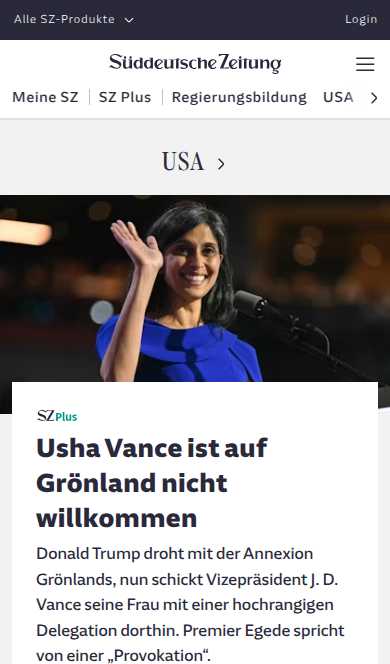 Alle SZ-Produkte
Login
Süddeutsche Zeitung
Meine SZ
SZ Plus
Regierungsbildung
USA
USA
SZ Plus
Usha Vance ist auf
Grönland nicht
willkommen
Donald Trump droht mit der Annexion
Grönlands, nun schickt Vizepräsident J. D.
Vance seine Frau mit einer hochrangigen
Delegation dorthin. Premier Egede spricht
von einer „Provokation“.